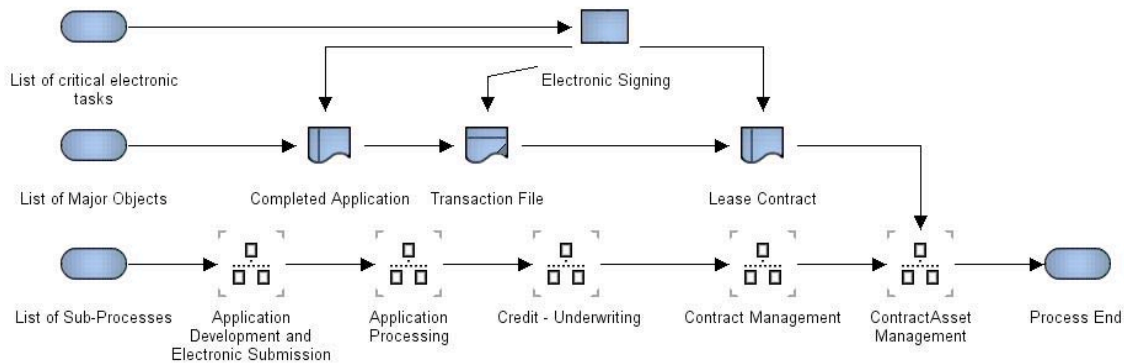 List of critical electronic
tasks
Electronic Signing
List of Major Objects
Completed Application
Transaction File
Lease Contract
List of Sub-Processes
Application
Development and
Electronic Submission
Application
Processing
Credit - Underwriting
Contract Management
ContractAsset
Management
Process End